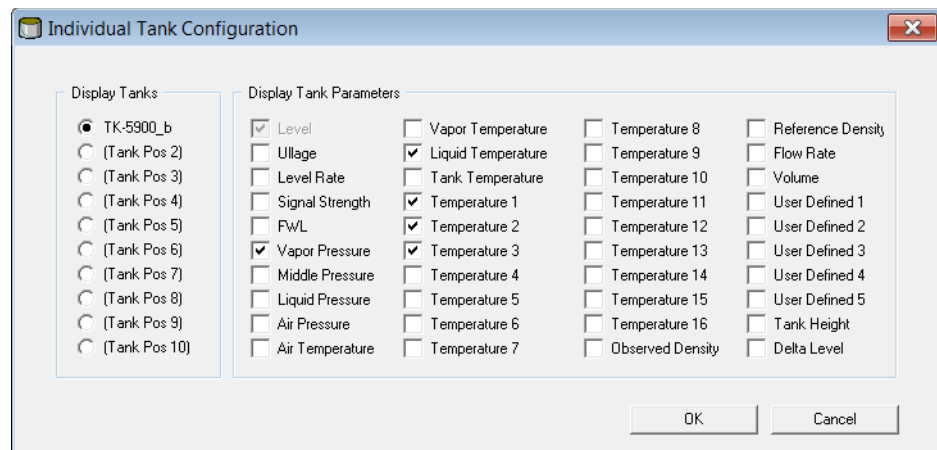 Individual Tank Configuration
Display Tanks
TK-5900_b
(Tank Pos 2)
(Tank Pos 3)
(Tank Pos 4)
(Tank Pos 5)
(Tank Pos 6)
(Tank Pos 7)
(Tank Pos 8)
(Tank Pos 9)
(Tank Pos 10)
Display Tank Parameters
Level
Ullage
Level Rate
Signal Strength
FWL
Vapor Pressure
Middle Pressure
Liquid Pressure
Air Pressure
Air Temperature
Vapor Temperature
Liquid Temperature
Tank Temperature
Temperature 1
Temperature 2
Temperature 3
Temperature 4
Temperature 5
Temperature 6
Temperature 7
Temperature 8
Temperature 9
Temperature 10
Temperature 11
Temperature 12
Temperature 13
Temperature 14
Temperature 15
Temperature 16
Observed Density
Reference Density
Flow Rate
Volume
User Defined 1
User Defined 2
User Defined 3
User Defined 4
User Defined 5
Tank Height
Delta Level
OK
Cancel